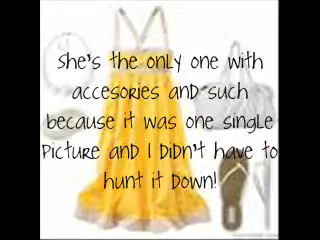 She's the only one with
accesories and such
because it was one single
picture and I didn't have to
hunt it down!